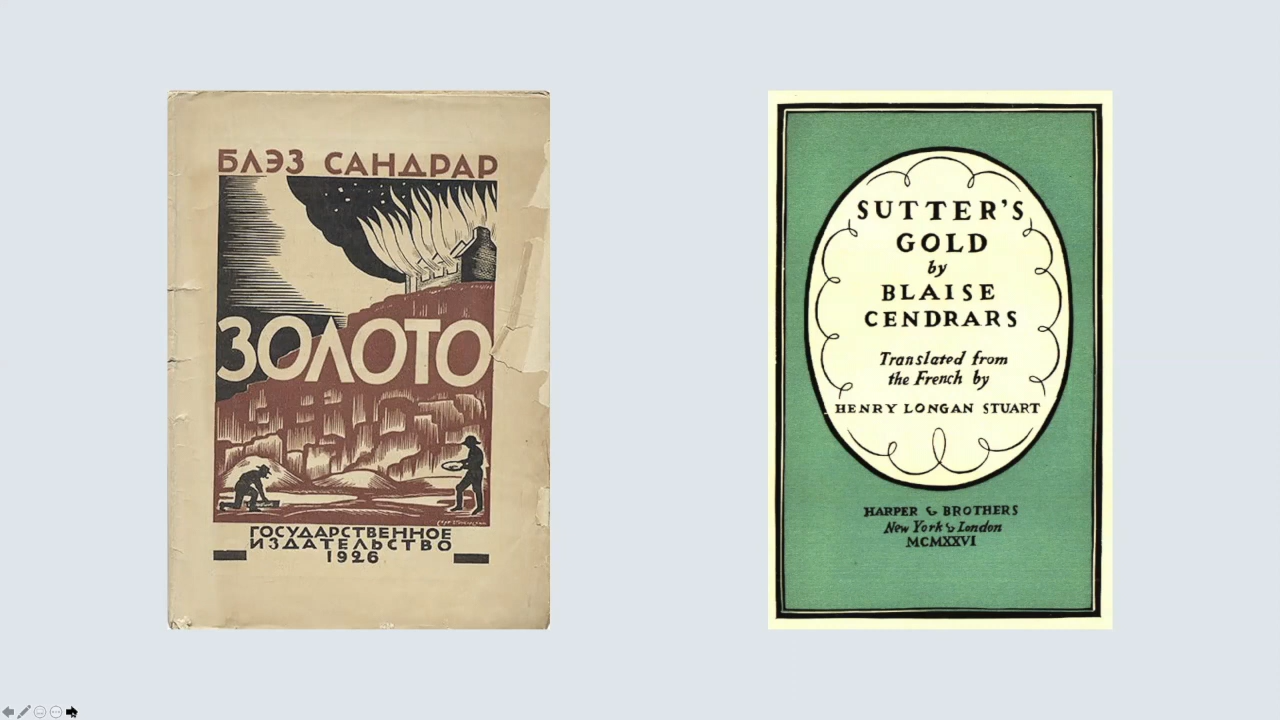 БЛЭЗ САНДРАР
ЗОЛОТО
ГОСУДАРСТВЕННОЕ
ИЗДАТЕЛЬСТВО
1926
SUTTER'S
GOLD
by
BLAISE
CENDRARS
Translated from
the French by
HENRY LONGAN STUART
HARPER & BROTHERS
New York & London
MCMXXVI